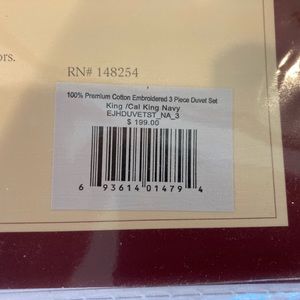 ors.
RN# 148254
100% Premium Cotton Embroidered 3 Piece Duvet Set
King /Cal King Navy
EJHDUVETST_NA_3
$ 199.00
6 93614 01479 4